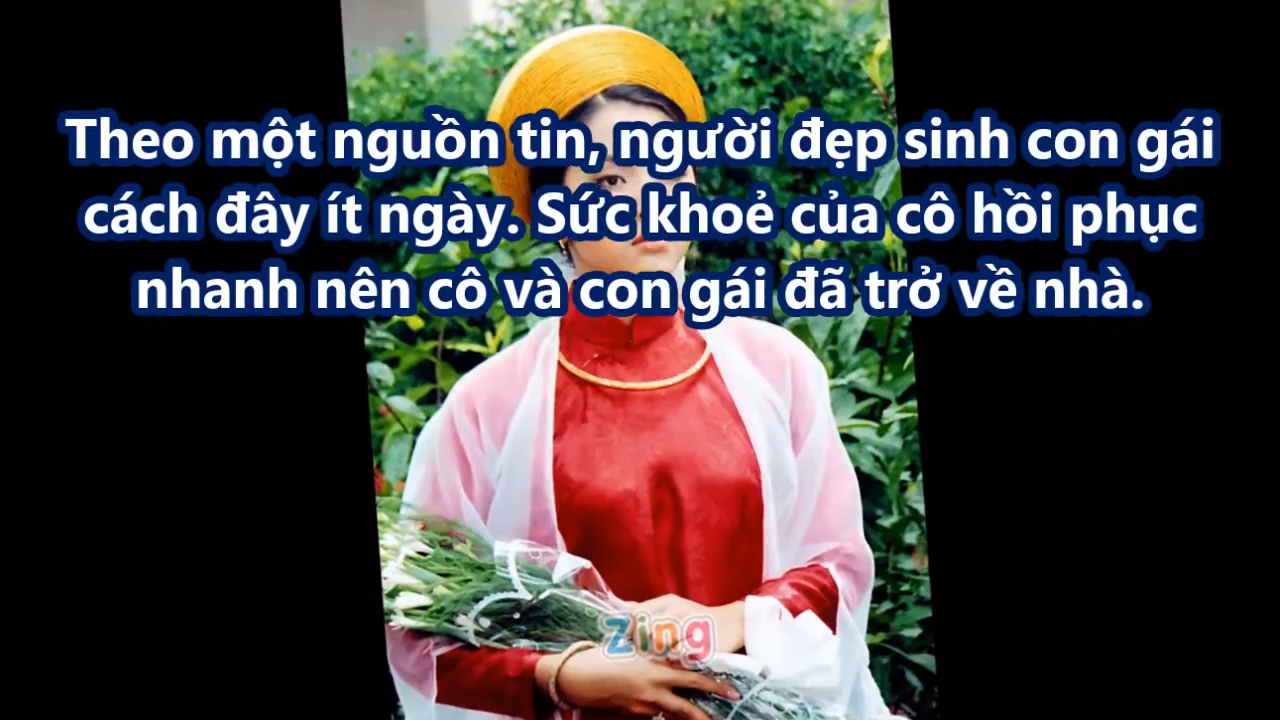 Theo một nguồn tin, người đẹp sinh con gái
cách đây ít ngày. Sức khoẻ của cô hồi phục
nhanh nên cô và con gái đã trở về nhà.
Zing